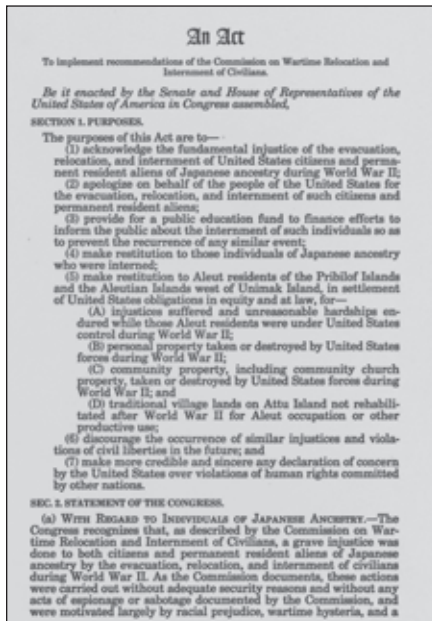 An Act
To implement recommendations of the Commission on Wartime Relocation and
Internment of Civilians.
Be it enacted by the Senate and House of Representatives of the
United States of America in Congress assembled,
SECTION 1. PURPOSES.
The purposes of this Act are to—
(1) acknowledge the fundamental injustice of the evacuation,
relocation, and internment of United States citizens and perma-
nent resident aliens of Japanese ancestry during World War II;
(2) apologize on behalf of the people of the United States for
the evacuation, relocation, and internment of such citizens and
permanent resident aliens;
(3) provide for a public education fund to finance efforts to
inform the public about the internment of such individuals so as
to prevent the recurrence of any similar event;
(4) make restitution to those individuals of Japanese ancestry
who were interned;
(5) make restitution to Aleut residents of the Pribilof Islands
and the Aleutian Islands west of Unimak Island, in settlement
of United States obligations in equity and at law, for—
(A) injustices suffered and unreasonable hardships en-
dured while those Aleut residents were under United States
control during World War II;
(B) personal property taken or destroyed by United States
forces during World War II;
(C) community property, including community church
property, taken or destroyed by United States forces during
World War II; and
(D) traditional village lands on Attu Island not rehabili-
tated after World War II for Aleut occupation or other
productive use;
(6) discourage the occurrence of similar injustices and viola-
tions of civil liberties in the future; and
(7) make more credible and sincere any declaration of concern
by the United States over violations of human rights committed
by other nations.
SEC. 2. STATEMENT OF THE CONGRESS.
(a) WITH REGARD TO INDIVIDUALS OF JAPANESE ANCESTRY.—The
Congress recognizes that, as described by the Commission on War-
time Relocation and Internment of Civilians, a grave injustice was
done to both citizens and permanent resident aliens of Japanese
ancestry by the evacuation, relocation, and internment of civilians
during World War II. As the Commission documents, these actions
were carried out without adequate security reasons and without any
acts of espionage or sabotage documented by the Commission, and
were motivated largely by racial prejudice, wartime hysteria, and a